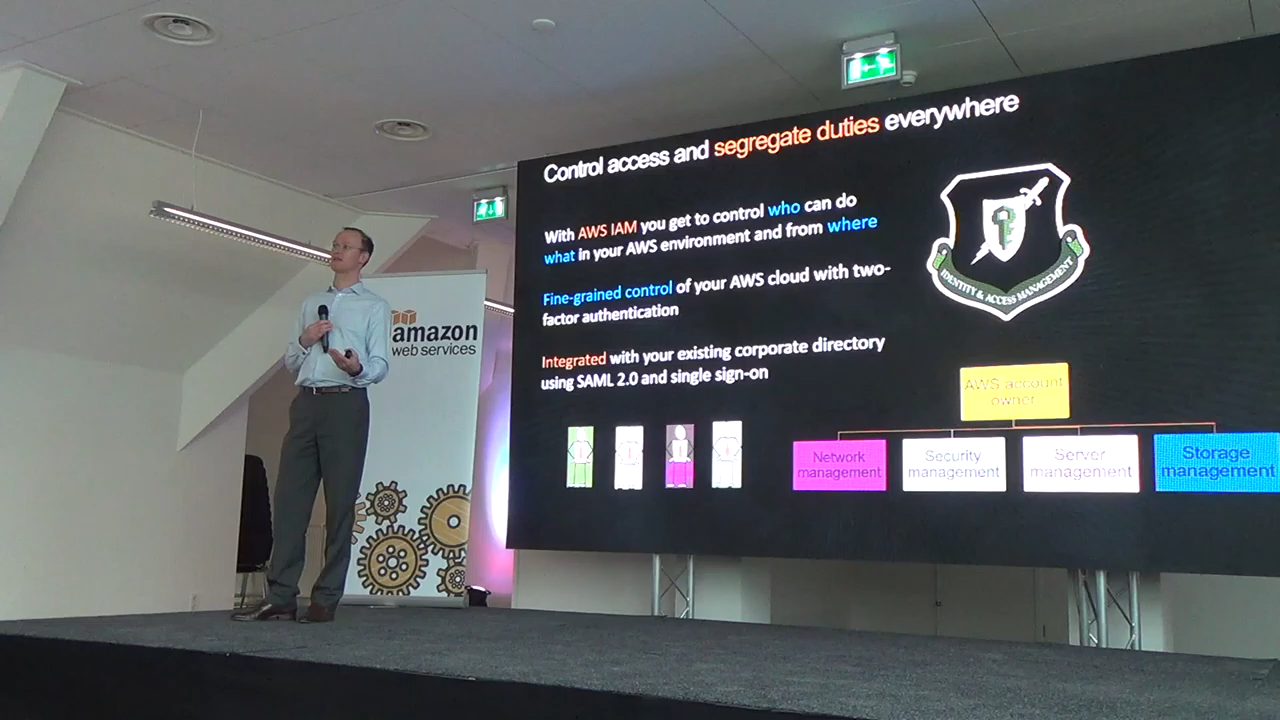 Control access and segregate duties everywhere
With AWS IAM you get to control who can do
what in your AWS environment and from where
Fine-grained control of your AWS cloud with two-
factor authentication
Integrated with your existing corporate directory
using SAML 2.0 and single sign-on
IDENTITY & ACCESS MANAGEMENT
AWS account
owner
Network
management
Security
management
Server
management
Storage
management
amazon
web services